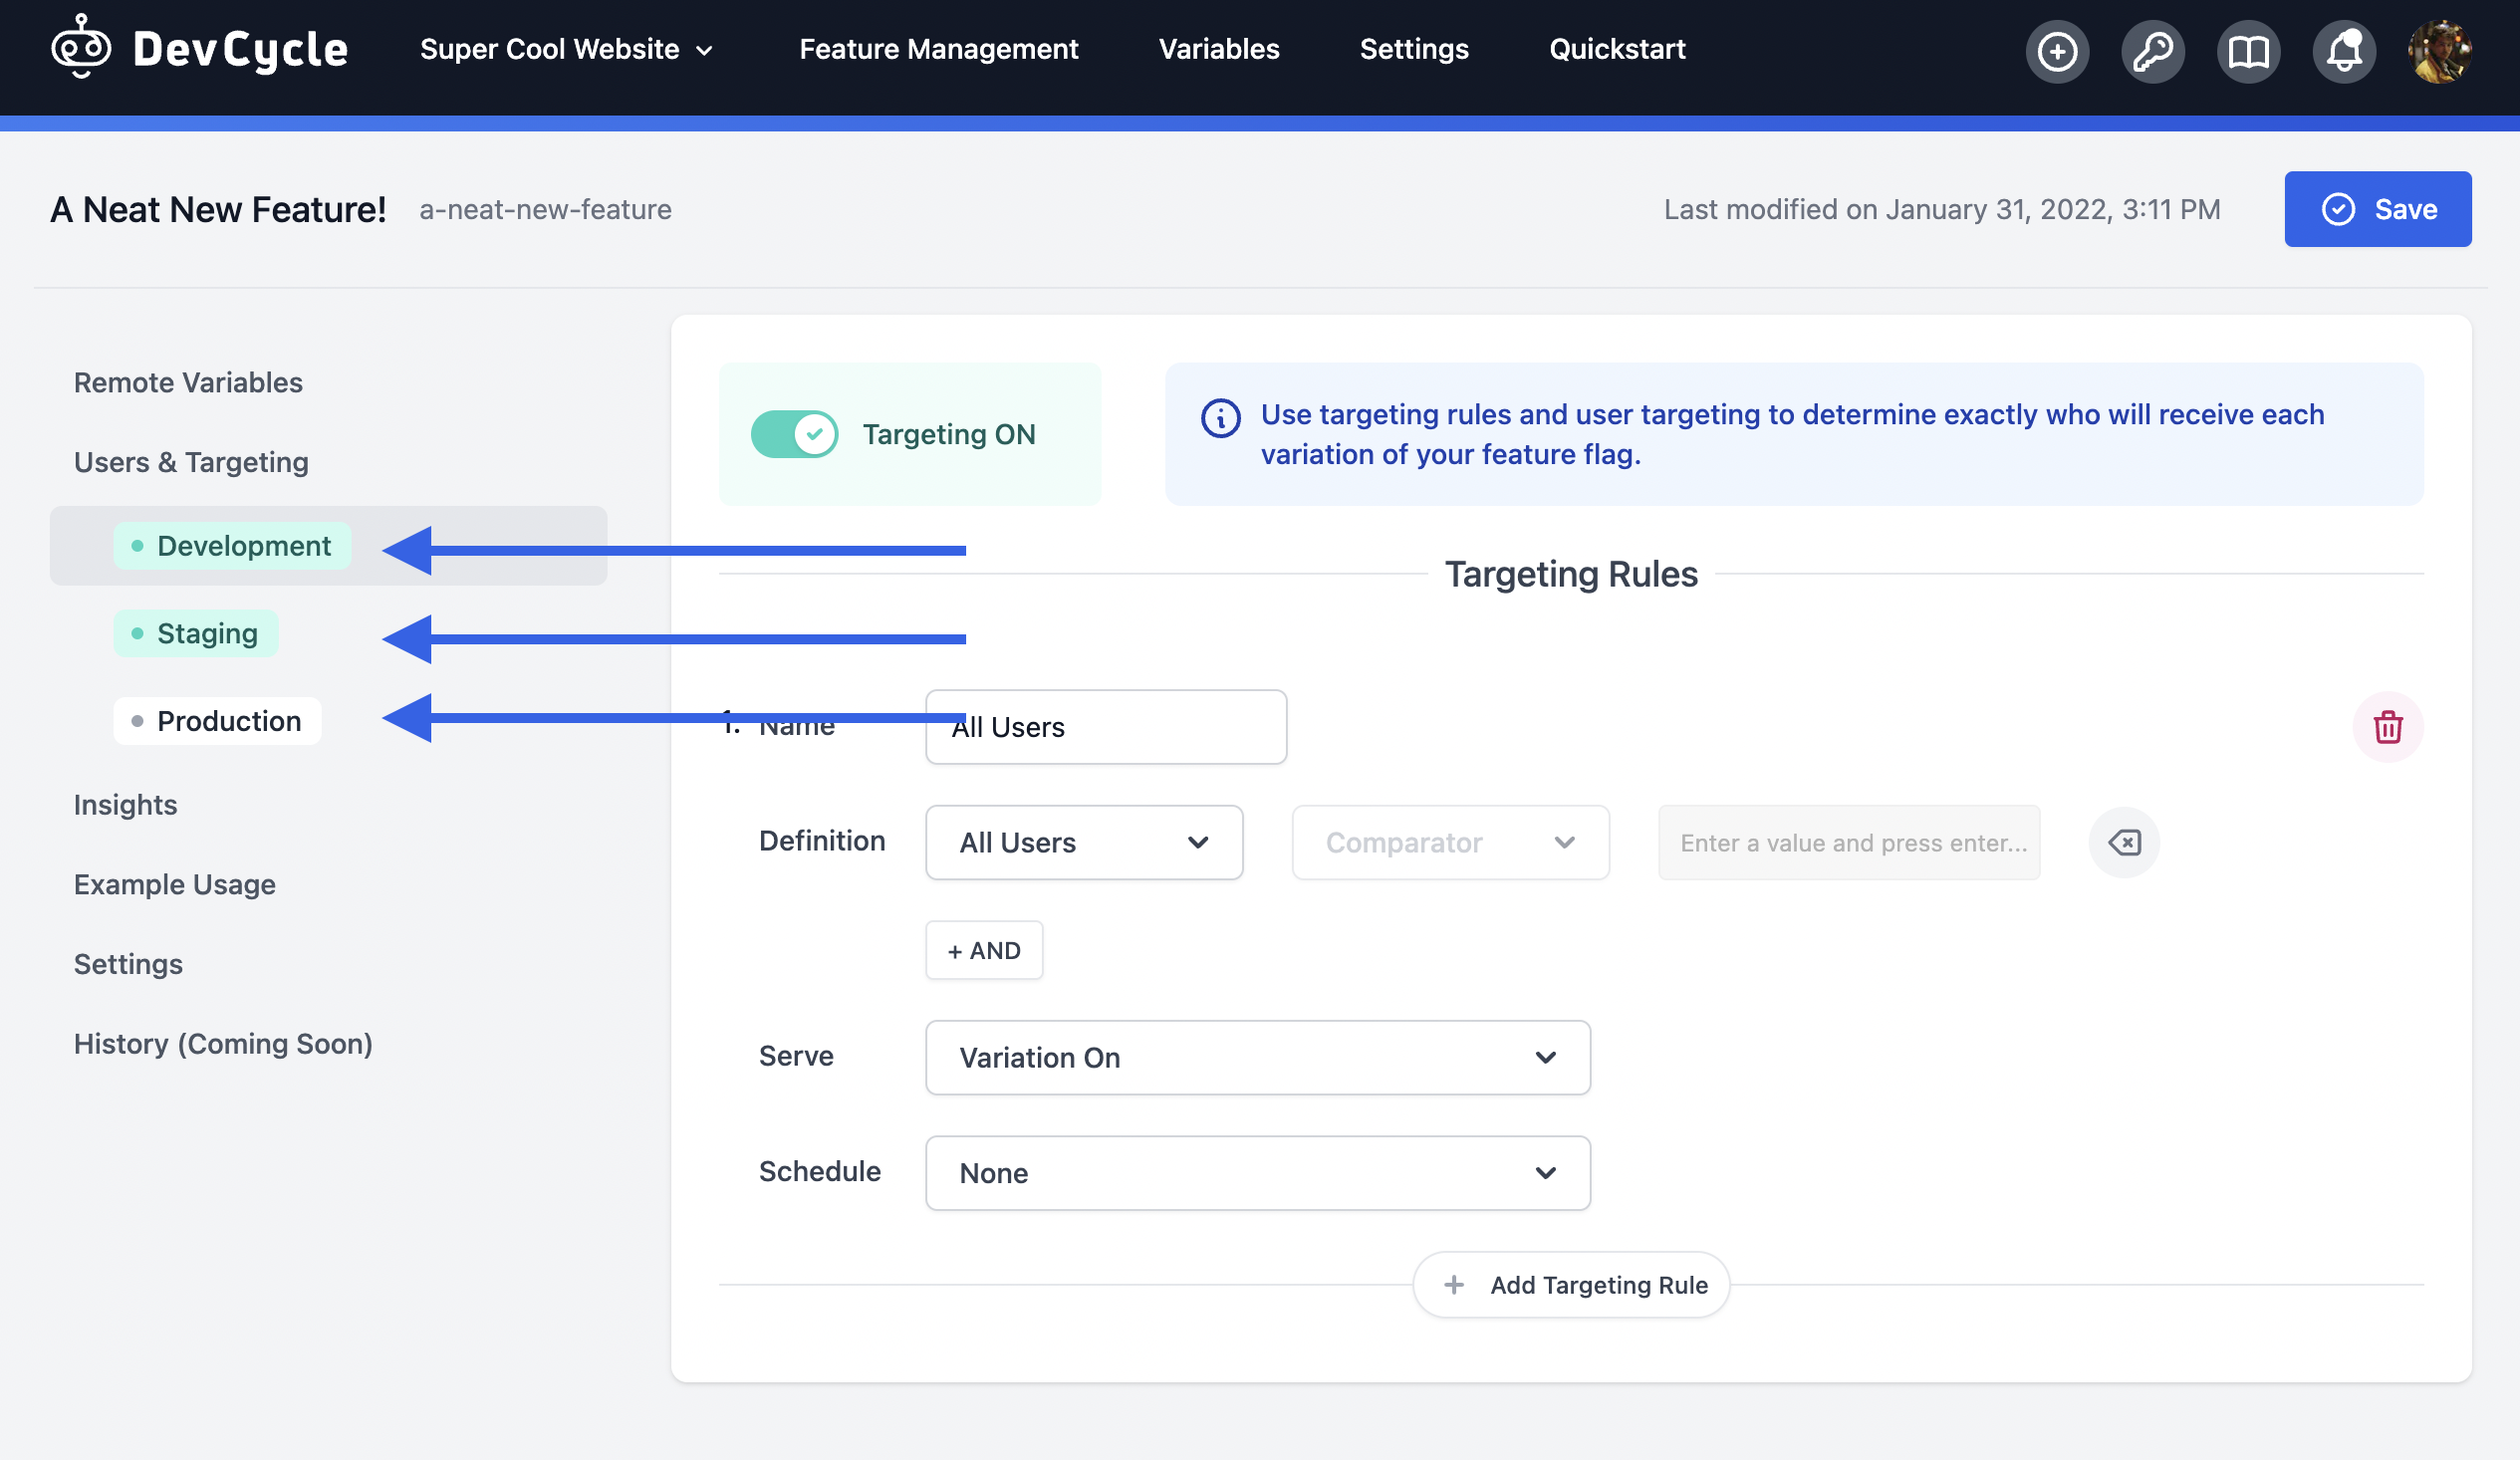 DevCycle
Super Cool Website
Feature Management
Variables
Settings
Quickstart
A Neat New Feature!
a-neat-new-feature
Last modified on January 31, 2022, 3:11 PM
Save
Remote Variables
Users & Targeting
Development
Staging
Production
Insights
Example Usage
Settings
History (Coming Soon)
Targeting ON
Use targeting rules and user targeting to determine exactly who will receive each
variation of your feature flag.
Targeting Rules
1. Name
All Users
Definition
All Users
Comparator
Enter a value and press enter...
+ AND
Serve
Variation On
Schedule
None
+ Add Targeting Rule